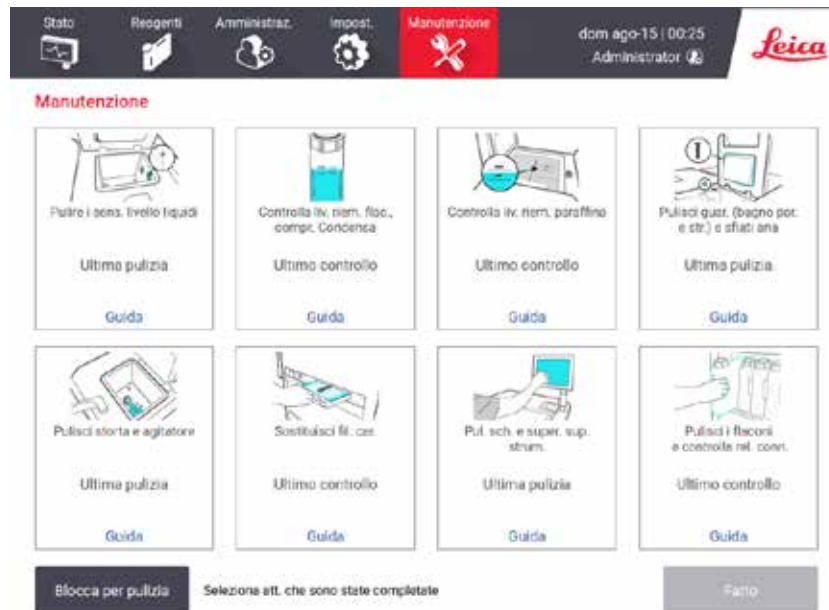 Stato
Reagenti
Amministraz.
Impost.
Manutenzione
dom ago-15 | 00:25
Administrator
Leica
Manutenzione
Pulire i sens. livello liquidi
Ultima pulizia
Guida
Controlla liv. riem. flac.,
compr. Condensa
Ultimo controllo
Guida
Controlla liv. riem. paraffina
Ultimo controllo
Guida
1
Pulisci guar. (bagno par.
e str.) e sfiati aria
Ultima pulizia
Guida
Pulisci storta e agitatore
Ultima pulizia
Guida
Sostituisci fil. car.
Ultimo controllo
Guida
Pul. sch. e super. sup.
strum.
Ultima pulizia
Guida
Pulisci i flaconi
e controlla rel. conn.
Ultimo controllo
Guida
Blocca per pulizia
Seleziona att. che sono state completate
Fatto